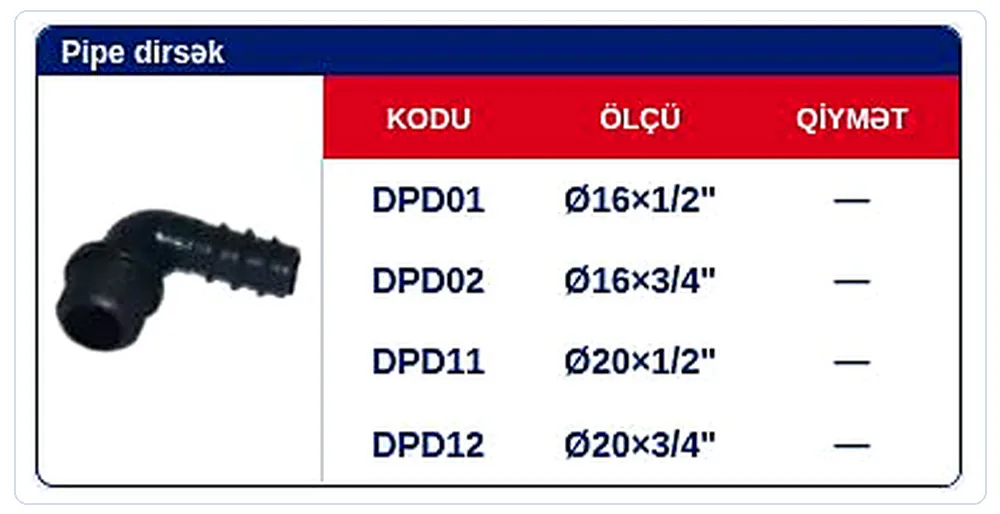 Pipe dirsək
KODU ÖLÇÜ QİYMƏT
DPD01 Ø16×1/2" —
DPD02 Ø16×3/4" —
DPD11 Ø20×1/2" —
DPD12 Ø20×3/4" —